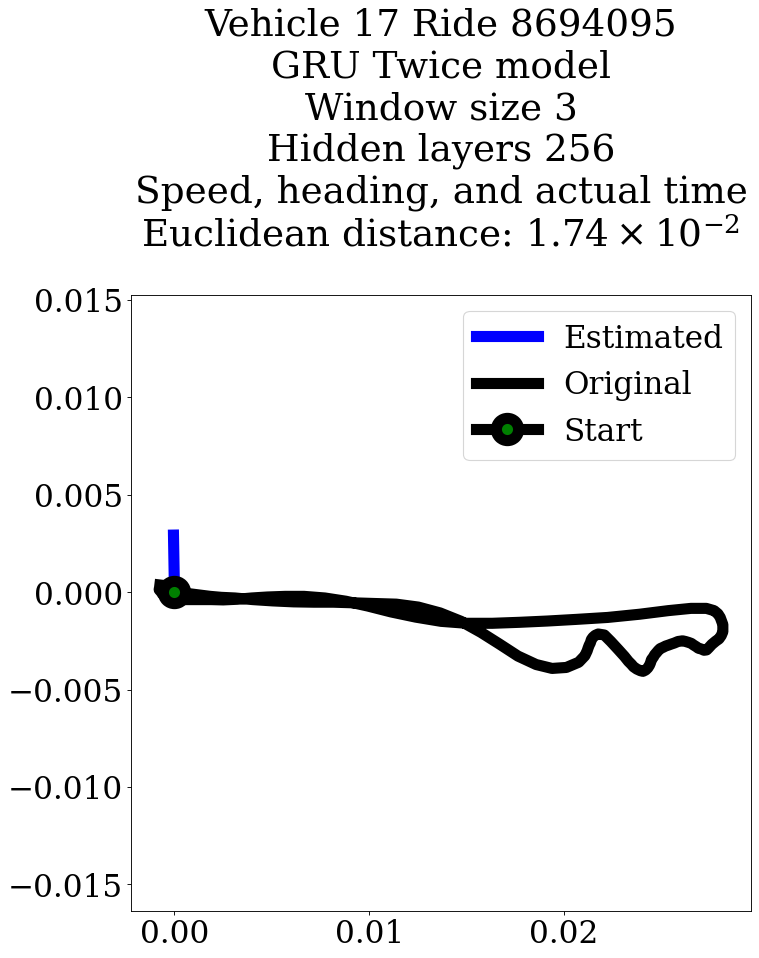 Vehicle 17 Ride 8694095
GRU Twice model
Window size 3
Hidden layers 256
Speed, heading, and actual time
Euclidean distance: 1.74 × 10⁻²
0.015
0.010
0.005
0.000
−0.005
−0.010
−0.015
Estimated
Original
Start
0.00 0.01 0.02